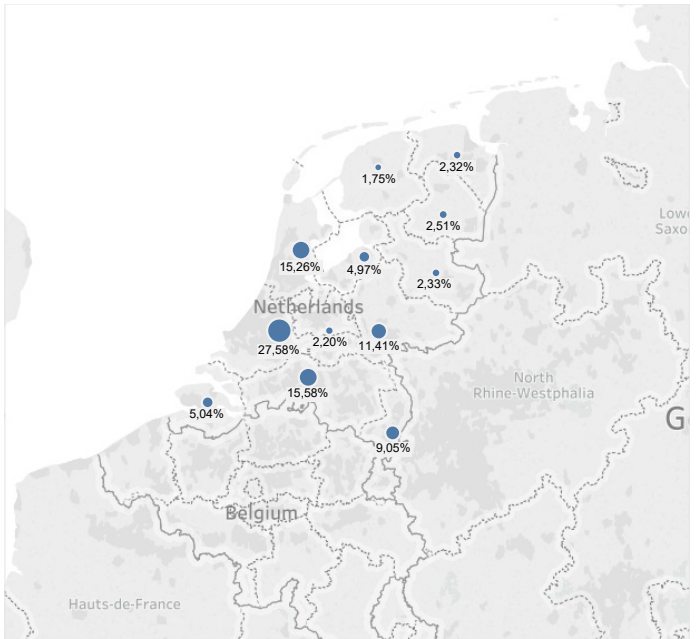 2,32%
1,75%
Lowe
Saxo
2,51%
15,26%
4,97%
2,33%
Netherlands
27,58%
2,20%
11,41%
North
Rhine-Westphalia
15,58%
5,04%
G
9,05%
Belgium
Hauts-de-France